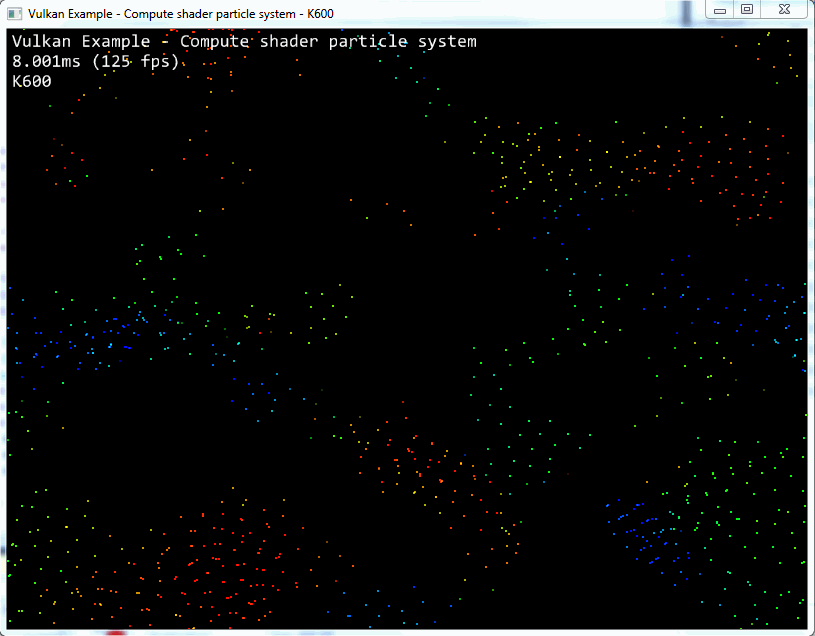 Vulkan Example - Compute shader particle system - K600
Vulkan Example - Compute shader particle system
8.001ms (125 fps)
K600